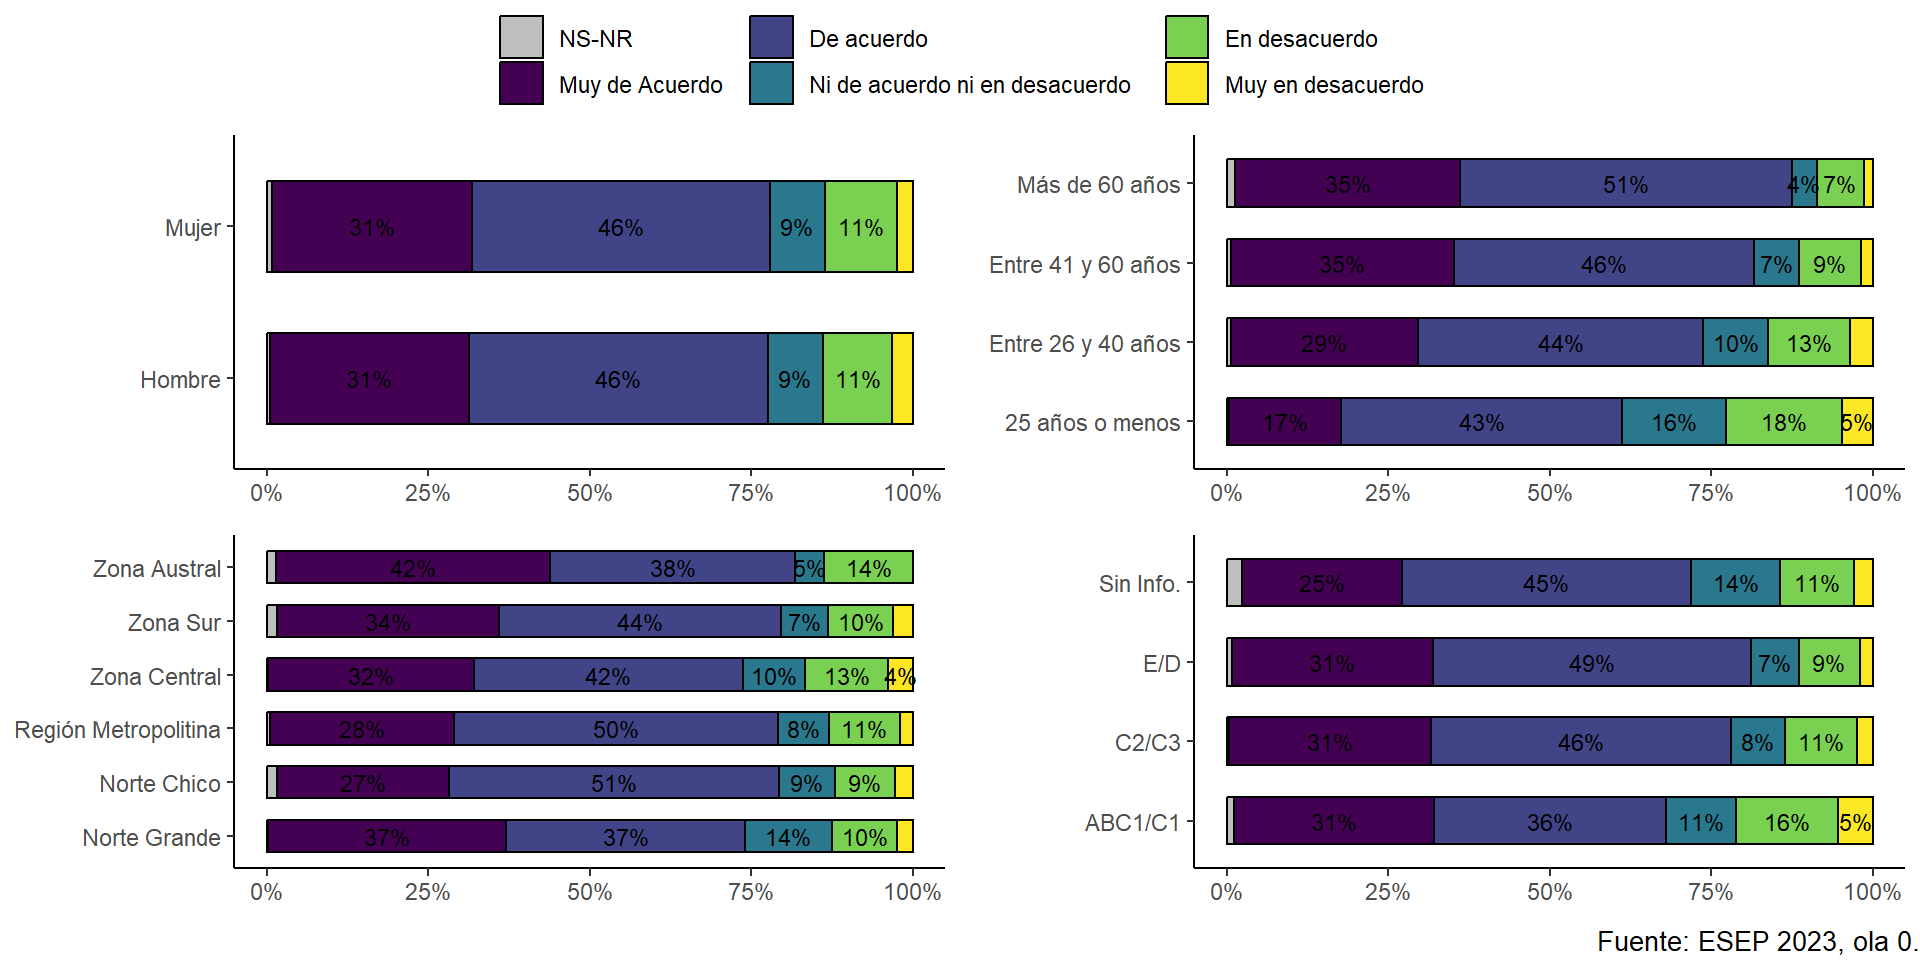 NS-NR De acuerdo En desacuerdo
Muy de Acuerdo Ni de acuerdo ni en desacuerdo Muy en desacuerdo
Mujer 31% 46% 9% 11%
Hombre 31% 46% 9% 11%
0% 25% 50% 75% 100%
Más de 60 años 35% 51% 4% 7%
Entre 41 y 60 años 35% 46% 7% 9%
Entre 26 y 40 años 29% 44% 10% 13%
25 años o menos 17% 43% 16% 18% 5%
0% 25% 50% 75% 100%
Zona Austral 42% 38% 5% 14%
Zona Sur 34% 44% 7% 10%
Zona Central 32% 42% 10% 13% 4%
Región Metropolitina 28% 50% 8% 11%
Norte Chico 27% 51% 9% 9%
Norte Grande 37% 37% 14% 10%
0% 25% 50% 75% 100%
Sin Info. 25% 45% 14% 11%
E/D 31% 49% 7% 9%
C2/C3 31% 46% 8% 11%
ABC1/C1 31% 36% 11% 16% 5%
0% 25% 50% 75% 100%
Fuente: ESEP 2023, ola 0.